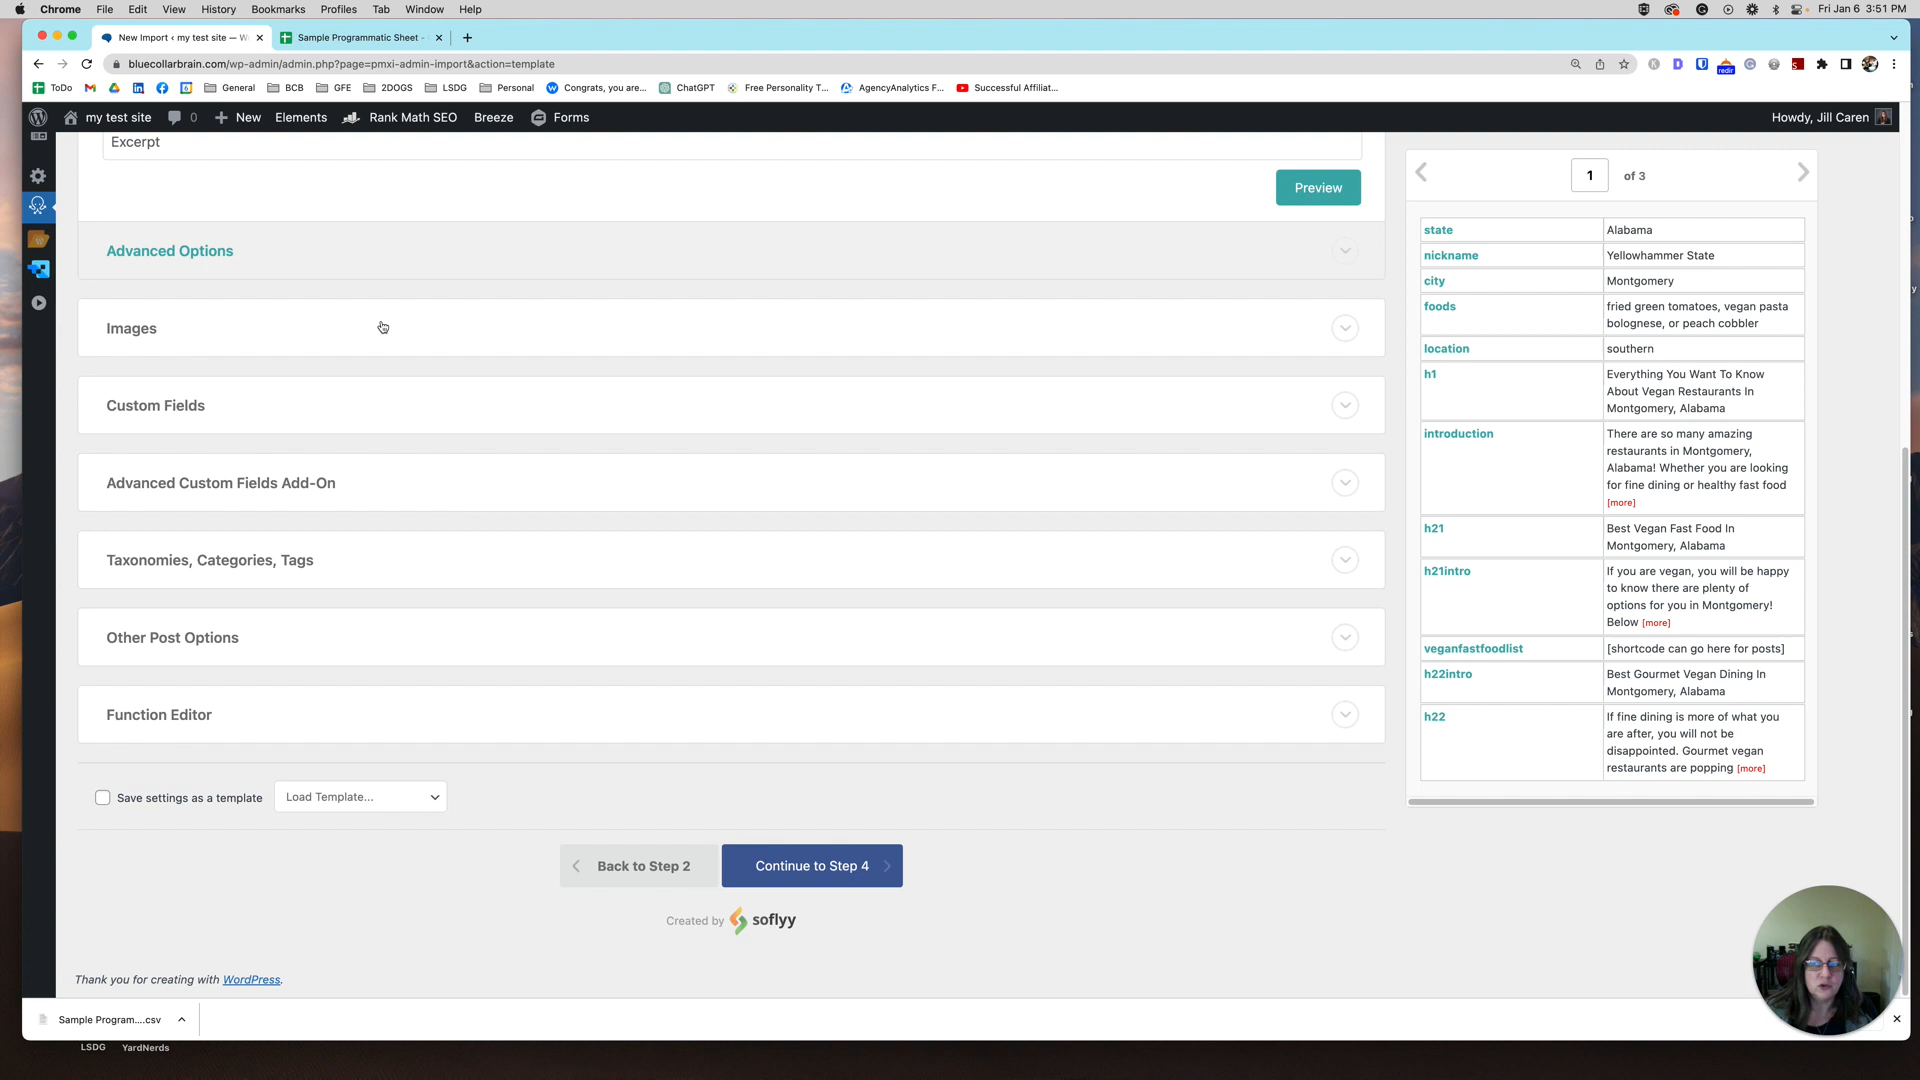 Chrome File Edit View History Bookmarks Profiles Tab Window Help Fri Jan 6 3:51 PM
New Import ‹ my test site — W Sample Programmatic Sheet -
bluecollarbrain.com/wp-admin/admin.php?page=pmxi-admin-import&action=template
ToDo General BCB GFE 2DOGS LSDG Personal Congrats, you are... ChatGPT Free Personality T... AgencyAnalytics F... Successful Affiliat...
redir
my test site 0 + New Elements Rank Math SEO Breeze Forms Howdy, Jill Caren
Excerpt
Preview
Advanced Options
Images
Custom Fields
Advanced Custom Fields Add-On
Taxonomies, Categories, Tags
Other Post Options
Function Editor
Save settings as a template Load Template...
Back to Step 2 Continue to Step 4
Created by soflyy
Thank you for creating with WordPress.
1 of 3
state Alabama
nickname Yellowhammer State
city Montgomery
foods fried green tomatoes, vegan pasta
bolognese, or peach cobbler
location southern
h1 Everything You Want To Know
About Vegan Restaurants In
Montgomery, Alabama
introduction There are so many amazing
restaurants in Montgomery,
Alabama! Whether you are looking
for fine dining or healthy fast food
[more]
h21 Best Vegan Fast Food In
Montgomery, Alabama
h21intro If you are vegan, you will be happy
to know there are plenty of
options for you in Montgomery!
Below [more]
veganfastfoodlist [shortcode can go here for posts]
h22intro Best Gourmet Vegan Dining In
Montgomery, Alabama
h22 If fine dining is more of what you
are after, you will not be
disappointed. Gourmet vegan
restaurants are popping [more]
Sample Program....csv
LSDG YardNerds